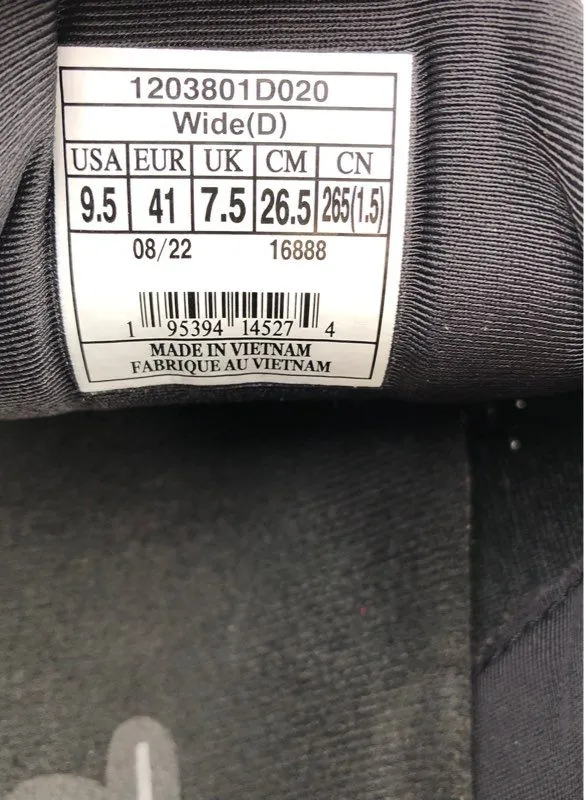 1203801D020
Wide(D)
USA EUR UK CM CN
9.5 41 7.5 26.5 265(1.5)
08/22 16888
1 95394 14527 4
MADE IN VIETNAM
FABRIQUE AU VIETNAM